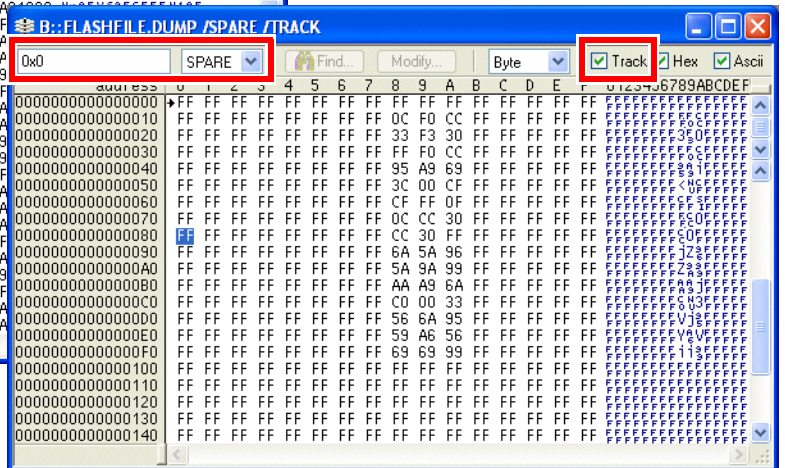 B::FLASHFILE.DUMP /SPARE /TRACK
0x0 SPARE Find... Modify... Byte Track Hex Ascii
address 0 1 2 3 4 5 6 7 8 9 A B C D E F 0123456789ABCDEF
0000000000000000 FF FF FF FF FF FF FF FF FF FF FF FF FF FF FF FF
0000000000000010 FF FF FF FF FF FF FF FF 0C F0 CC FF FF FF FF FF
0000000000000020 FF FF FF FF FF FF FF FF 33 F3 30 FF FF FF FF FF
0000000000000030 FF FF FF FF FF FF FF FF FF F0 CC FF FF FF FF FF
0000000000000040 FF FF FF FF FF FF FF FF 95 A9 69 FF FF FF FF FF
0000000000000050 FF FF FF FF FF FF FF FF 3C 00 CF FF FF FF FF FF
0000000000000060 FF FF FF FF FF FF FF FF CF FF 0F FF FF FF FF FF
0000000000000070 FF FF FF FF FF FF FF FF 0C CC 30 FF FF FF FF FF
0000000000000080 FF FF FF FF FF FF FF FF CC 30 FF FF FF FF FF FF
0000000000000090 FF FF FF FF FF FF FF FF 6A 5A 96 FF FF FF FF FF
00000000000000A0 FF FF FF FF FF FF FF FF 5A 9A 99 FF FF FF FF FF
00000000000000B0 FF FF FF FF FF FF FF FF AA A9 6A FF FF FF FF FF
00000000000000C0 FF FF FF FF FF FF FF FF C0 00 33 FF FF FF FF FF
00000000000000D0 FF FF FF FF FF FF FF FF 56 6A 95 FF FF FF FF FF
00000000000000E0 FF FF FF FF FF FF FF FF 59 A6 56 FF FF FF FF FF
00000000000000F0 FF FF FF FF FF FF FF FF 69 69 99 FF FF FF FF FF
0000000000000100 FF FF FF FF FF FF FF FF FF FF FF FF FF FF FF FF
0000000000000110 FF FF FF FF FF FF FF FF FF FF FF FF FF FF FF FF
0000000000000120 FF FF FF FF FF FF FF FF FF FF FF FF FF FF FF FF
0000000000000130 FF FF FF FF FF FF FF FF FF FF FF FF FF FF FF FF
0000000000000140 FF FF FF FF FF FF FF FF FF FF FF FF FF FF FF FF